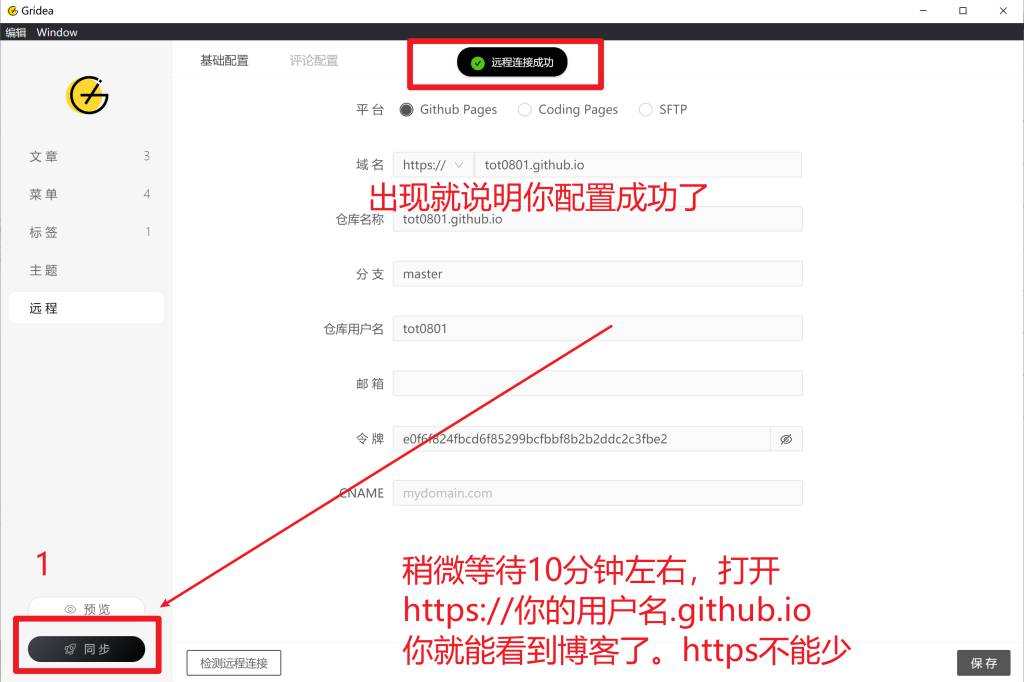 Gridea
编辑 Window
基础配置 评论配置 远程连接成功
平台 Github Pages Coding Pages SFTP
文章 3
域名 https:// tot0801.github.io
菜单 4
出现就说明你配置成功了
仓库名称 tot0801.github.io
标签 1
主题
分支 master
远程
仓库用户名 tot0801
邮箱
令牌 e0f6f824fbcd6f85299bcfbbf8b2b2ddc2c3fbe2
CNAME mydomain.com
1
稍微等待10分钟左右，打开
https://你的用户名.github.io
你就能看到博客了。https不能少
预览
同步
检测远程连接
保存